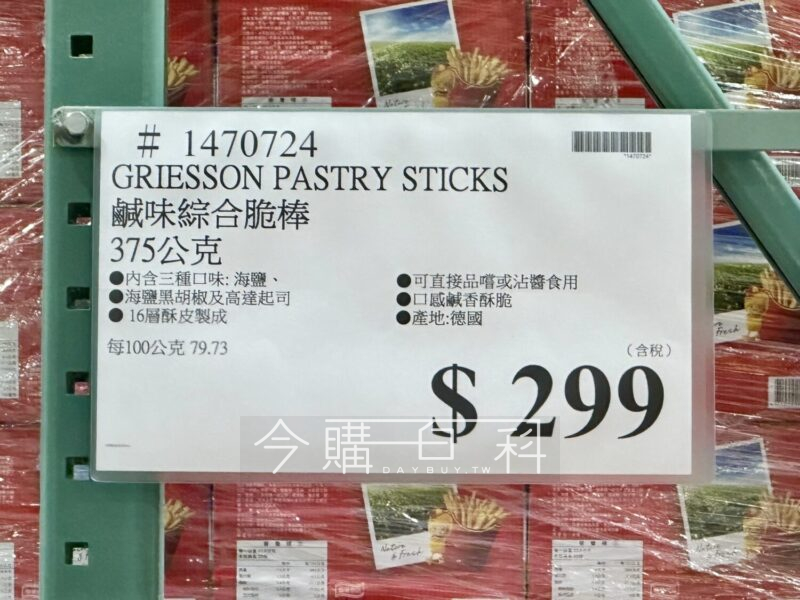 # 1470724
*1470724*
GRIESSON PASTRY STICKS
鹹味綜合脆棒
375公克
●內含三種口味: 海鹽、
●海鹽黑胡椒及高達起司
● 16層酥皮製成
●可直接品嚐或沾醬食用
●口感鹹香酥脆
●產地:德國
每100公克 79.73
(含稅)
$ 299
今購百科
DAYBUY.TW
Nature & Fresh